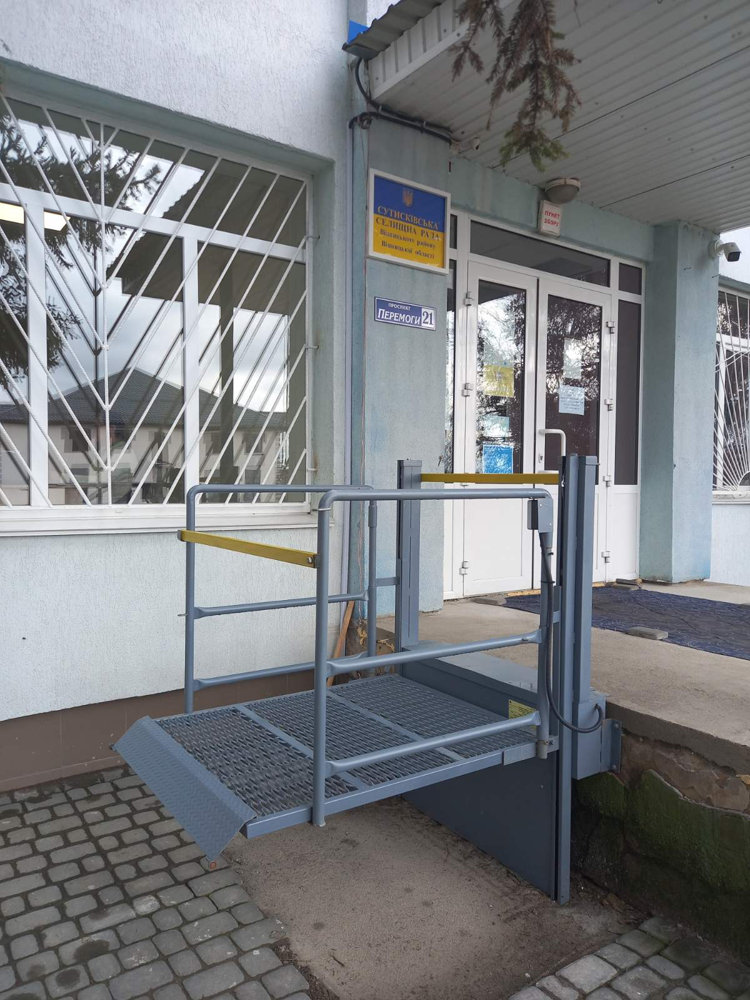 СУТИСКІВСЬКА
СЕЛИЩНА РАДА
Вінницького району
Вінницької області
ПУНКТ
ЗБОРУ
ПРОСПЕКТ
ПЕРЕМОГИ 21